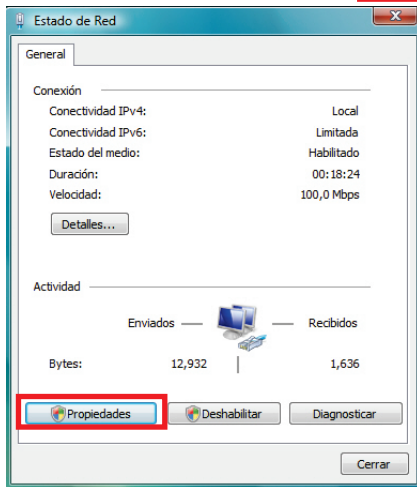 Estado de Red
General
Conexión
Conectividad IPv4: Local
Conectividad IPv6: Limitada
Estado del medio: Habilitado
Duración: 00:18:24
Velocidad: 100,0 Mbps
Detalles...
Actividad
Enviados Recibidos
Bytes: 12,932 1,636
Propiedades Deshabilitar Diagnosticar
Cerrar